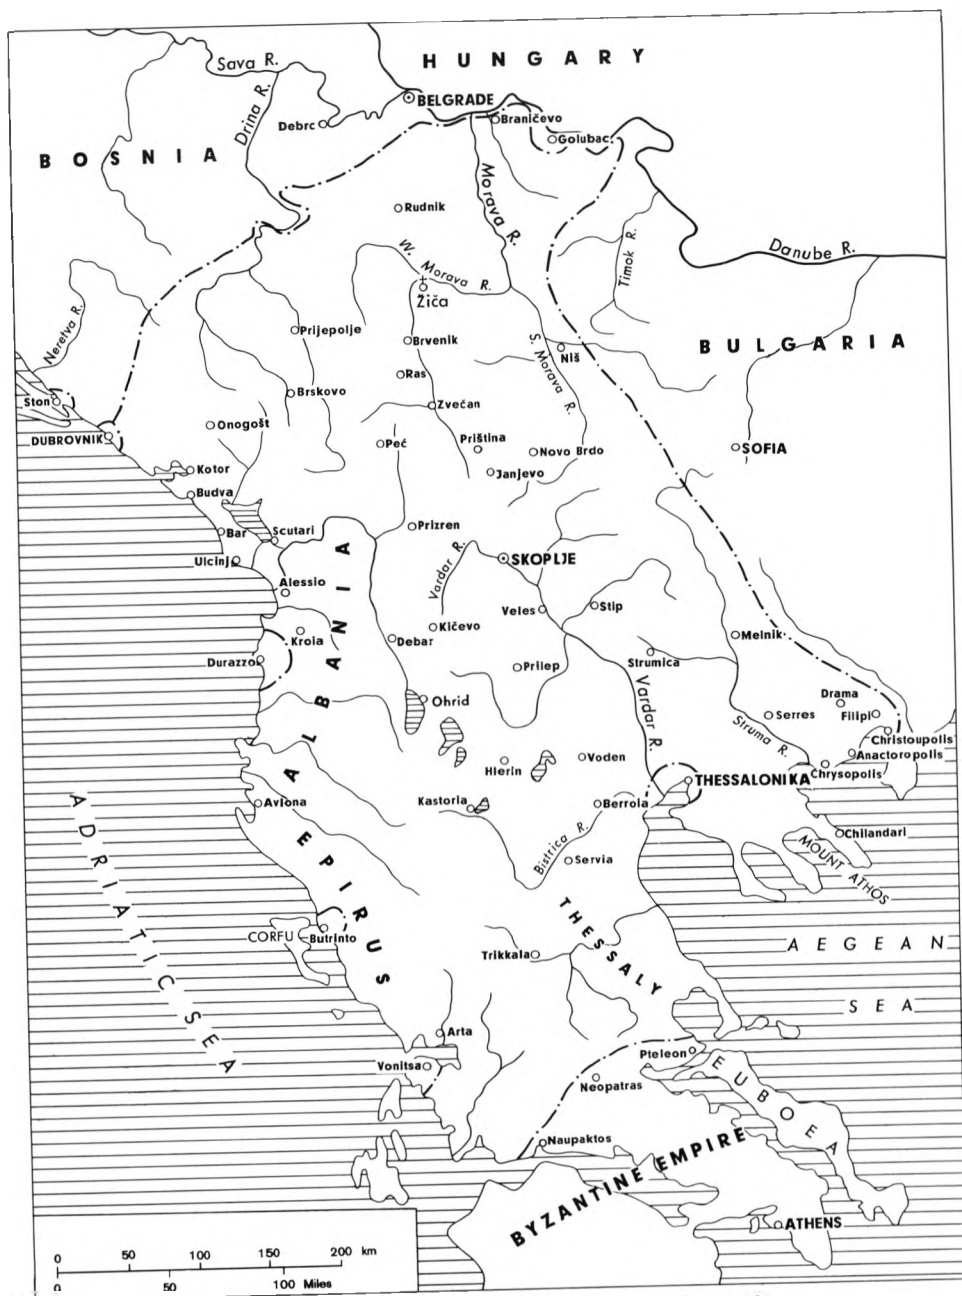 HUNGARY
Sava R.
Drina R.
BELGRADE
Debrc
Braničevo
Golubac
BOSNIA
Morava R.
Rudnik
Timok R.
Danube R.
W. Morava R.
Žiča
Neretva R.
Prijepolje
Brvenik
S. Morava R.
Niš
BULGARIA
Ras
Ston
Brskovo
Zvečan
DUBROVNIK
Onogošt
Peć
Priština
Novo Brdo
SOFIA
Kotor
Janjevo
Budva
Bar
Scutari
Prizren
Ulcinj
Vardar R.
SKOPLJE
Alessio
Veles
Stip
Kroia
Debar
Kičevo
Melnik
Durazzo
Prilep
Strumica
ALBANIA
Ohrid
Vardar R.
Drama
Serres
Filipi
Struma R.
Christoupolis
Hlerin
Voden
Anactoropolis
Chrysopolis
THESSALONIKA
Avlona
Kastoria
Berroia
Chilandari
Bistrica R.
Servia
MOUNT ATHOS
ADRIATIC SEA
EPIRUS
THESSALY
CORFU
Butrinto
Trikkala
AEGEAN
SEA
Arta
Vonitsa
Pteleon
Neopatras
EUBOEA
Naupaktos
BYZANTINE EMPIRE
ATHENS
0 50 100 150 200 km
0 50 100 Miles